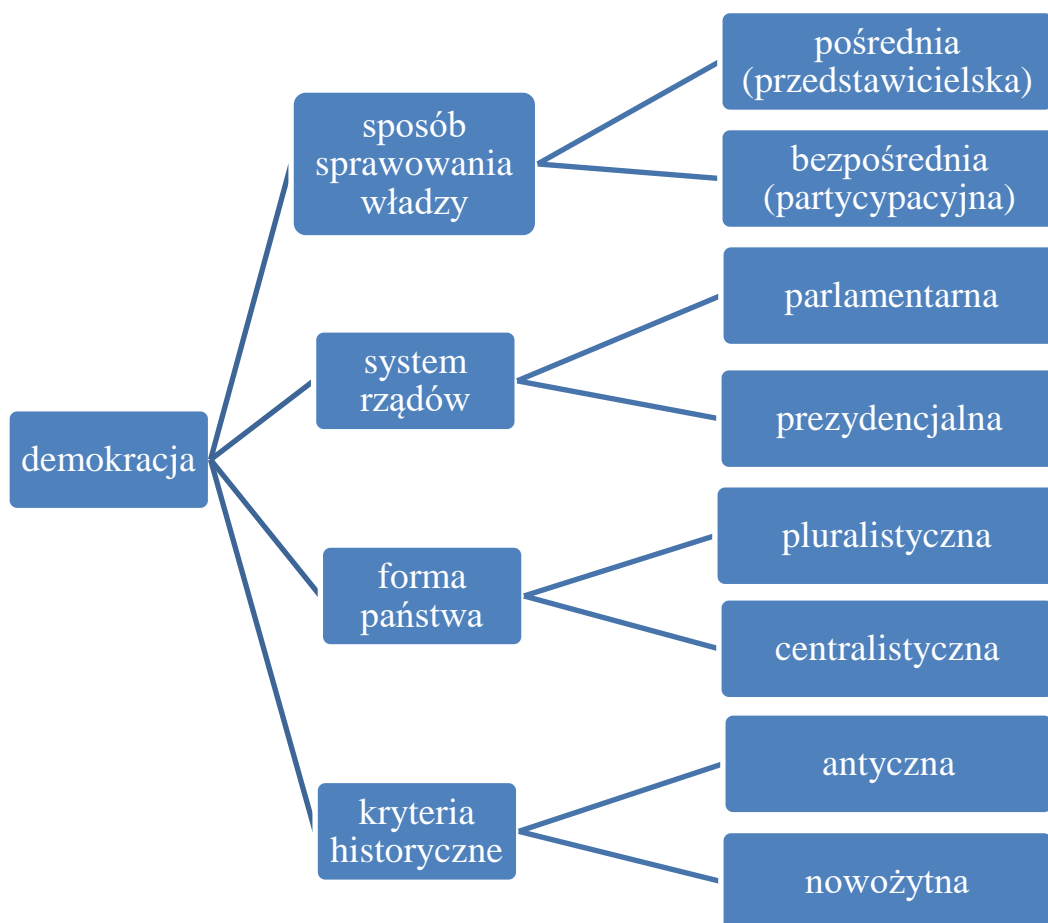 demokracja
sposób
sprawowania
władzy
pośrednia
(przedstawicielska)
bezpośrednia
(partycypacyjna)
system
rządów
parlamentarna
prezydencjalna
forma
państwa
pluralistyczna
centralistyczna
kryteria
historyczne
antyczna
nowożytna